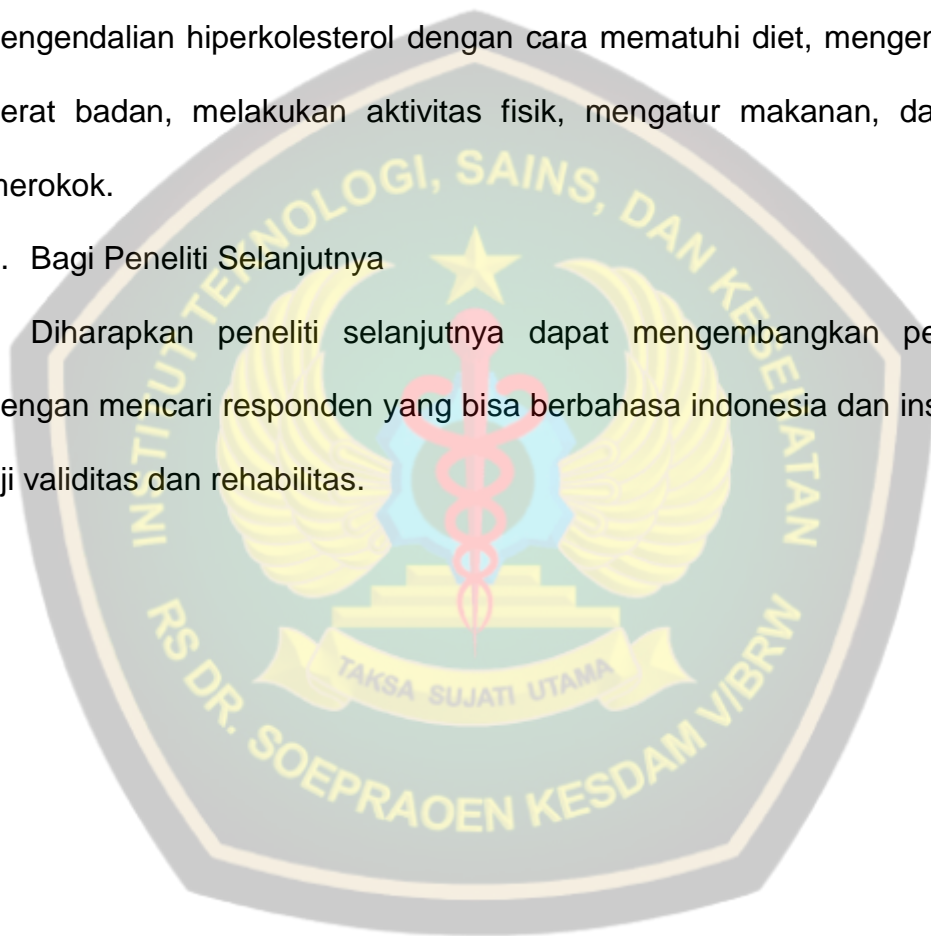 engendalian hiperkolesterol dengan cara mematuhi diet, mengen
erat badan, melakukan aktivitas fisik, mengatur makanan, da
nerokok.
. Bagi Peneliti Selanjutnya
Diharapkan peneliti selanjutnya dapat mengembangkan pe
engan mencari responden yang bisa berbahasa indonesia dan ins
ji validitas dan rehabilitas.
INSTITUT TEKNOLOGI, SAINS, DAN KESEHATAN
TAKSA SUJATI UTAMA
RS DR. SOEPRAOEN KESDAM V/BRW